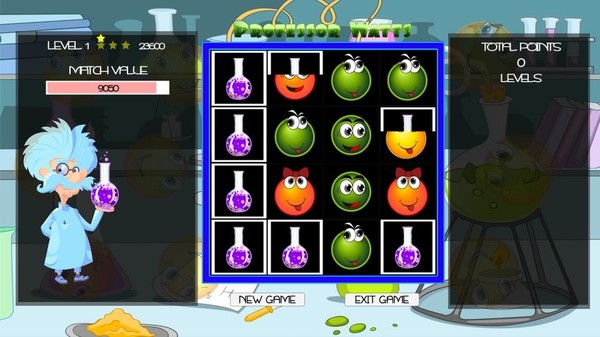 Professor Watts
LEVEL 1
23600
MATCH VALUE
9050
TOTAL POINTS
0
LEVELS
NEW GAME
EXIT GAME